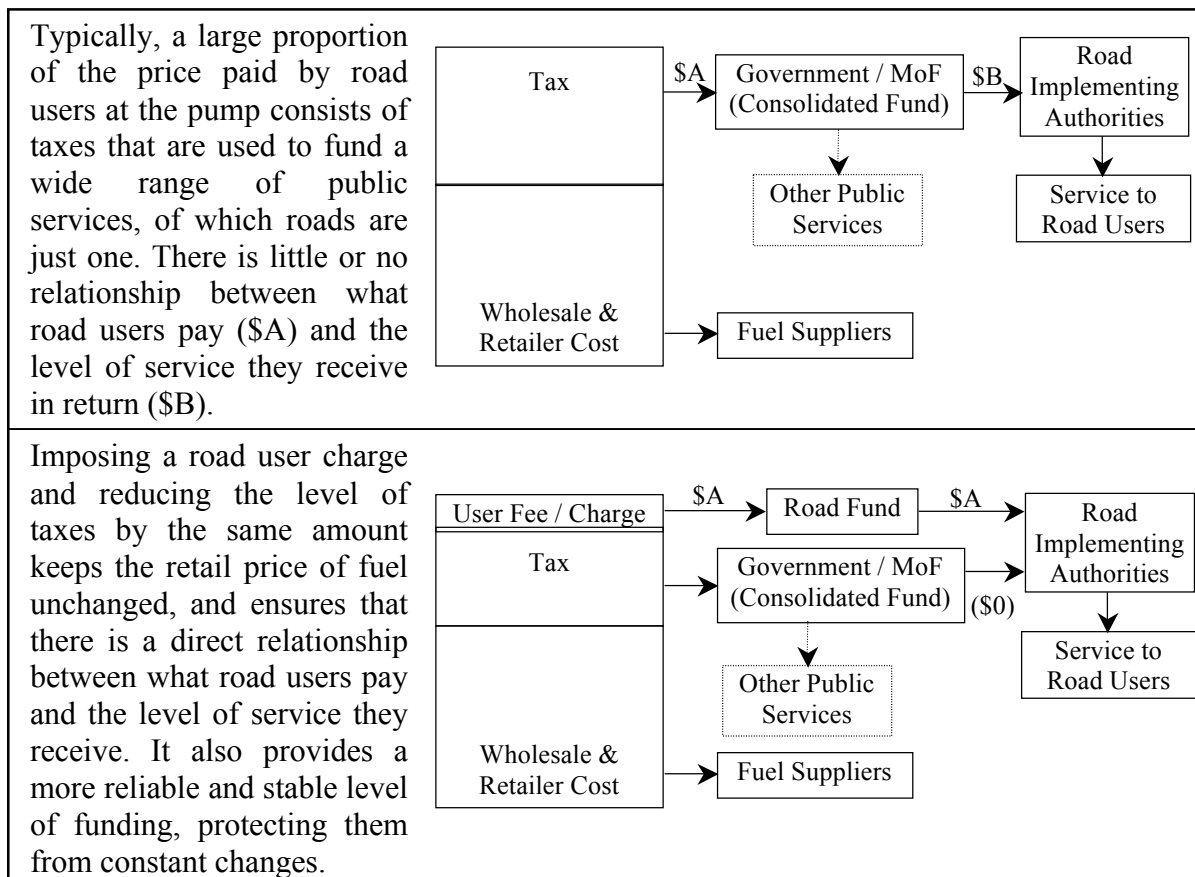 Typically, a large proportion
of the price paid by road
users at the pump consists of
taxes that are used to fund a
wide range of public
services, of which roads are
just one. There is little or no
relationship between what
road users pay ($A) and the
level of service they receive
in return ($B).
Tax
$A
Government / MoF
(Consolidated Fund)
$B
Road
Implementing
Authorities
Other Public
Services
Service to
Road Users
Wholesale &
Retailer Cost
Fuel Suppliers
Imposing a road user charge
and reducing the level of
taxes by the same amount
keeps the retail price of fuel
unchanged, and ensures that
there is a direct relationship
between what road users pay
and the level of service they
receive. It also provides a
more reliable and stable level
of funding, protecting them
from constant changes.
User Fee / Charge
$A
Road Fund
$A
Road
Implementing
Authorities
Tax
Government / MoF
(Consolidated Fund)
($0)
Other Public
Services
Service to
Road Users
Wholesale &
Retailer Cost
Fuel Suppliers